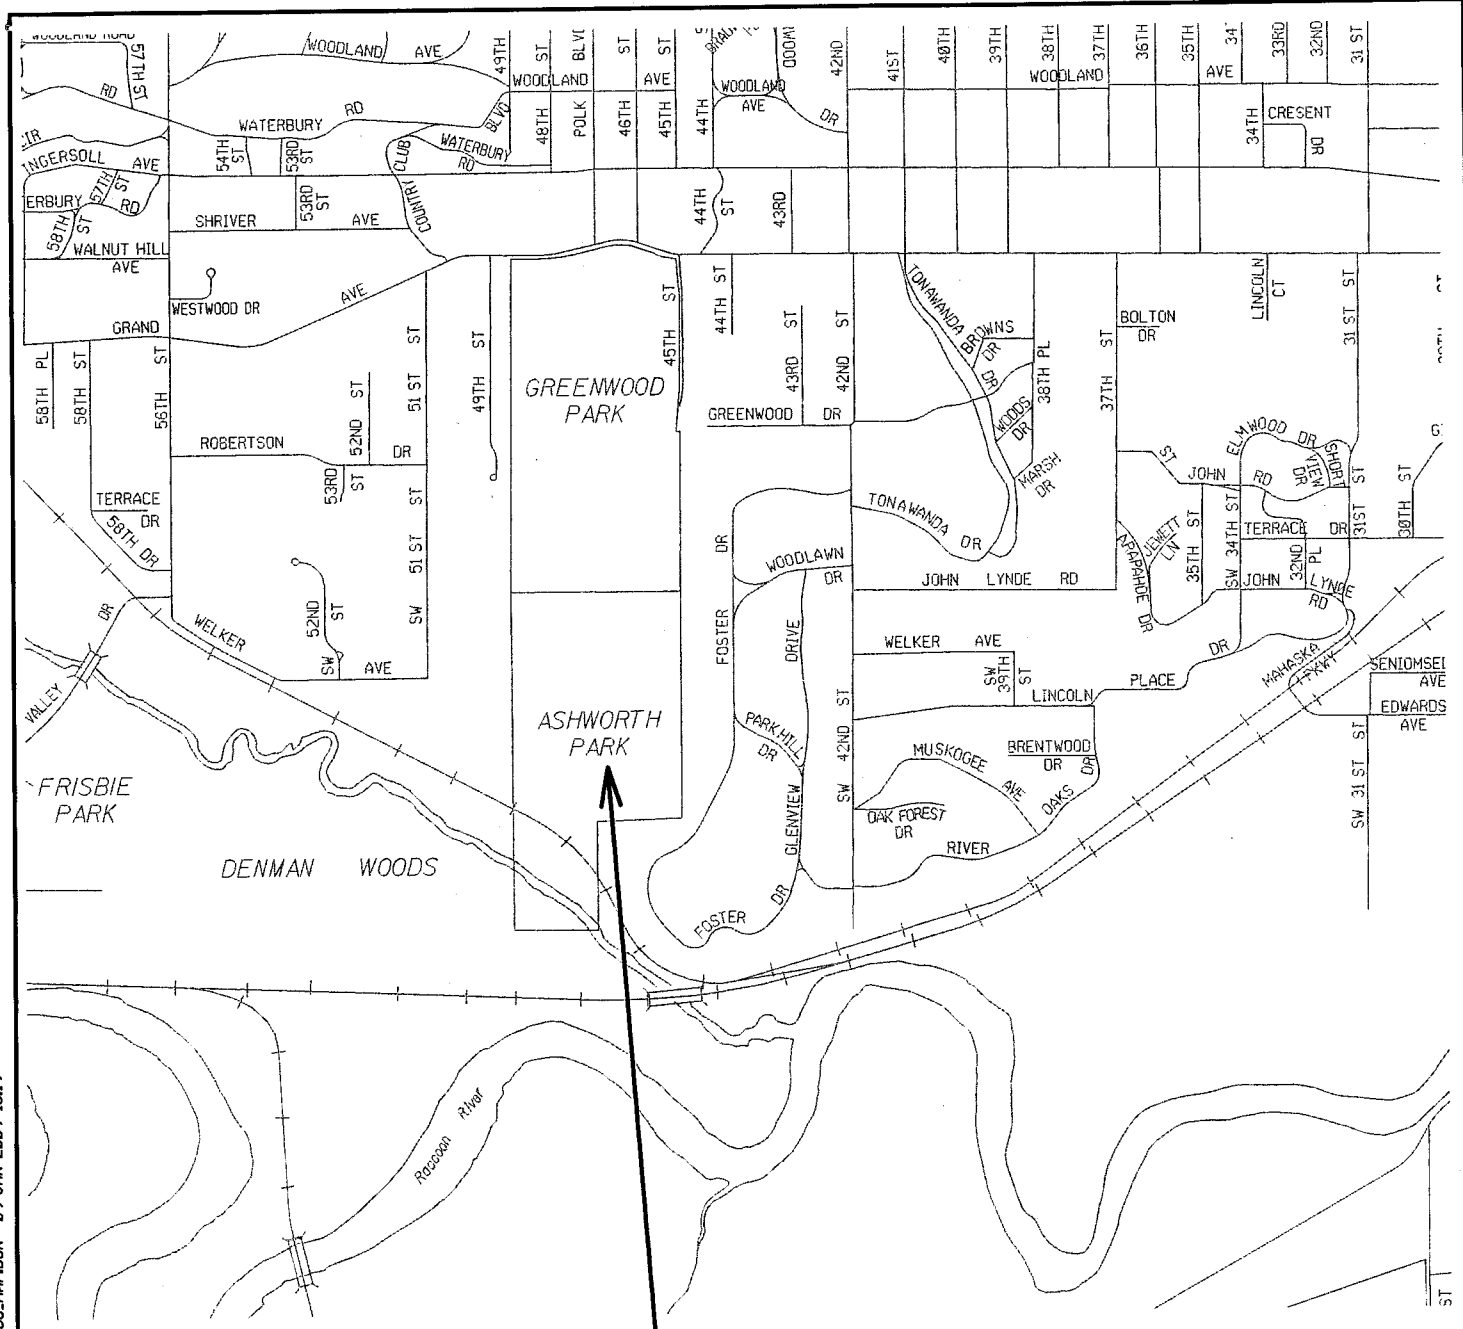 WOODLAND ROAD
57TH ST
RD
WOODLAND AVE
49TH
ST
48TH
POLK
ST
46TH
ST
45TH
AVE
WOODLAND
44TH
WOODLAND
AVE
WOOD
DR
42ND
41ST
40TH
39TH
38TH
37TH
36TH
35TH
34
33RD
32ND
31 ST
WOODLAND
AVE
34TH
CRESENT
DR
WATERBURY
RD
BLVD
WATERBURY
RD
COUNTRY CLUB
54TH
ST
53RD
ST
53RD
ST
INGERSOLL AVE
57TH
ST
ERBURY
RD
58TH
ST
WALNUT HILL
AVE
SHRIVER AVE
44TH
ST
43RD
WESTWOOD DR
GRAND
AVE
58TH PL
58TH ST
56TH ST
51 ST ST
49TH ST
52ND ST
53RD
ST
ROBERTSON
DR
TERRACE
DR
58TH DR
SW 51 ST ST
GREENWOOD
PARK
45TH ST
44TH ST
43RD ST
42ND ST
GREENWOOD DR
TONAWANDA
DR
BROWNS
DR
WOODS
DR
MARSH
DR
38TH PL
37TH ST
BOLTON
DR
LINCOLN
CT
31 ST ST
ELMWOOD DR
SHORT
VIEW
DR
ST
JOHN
RD
31ST ST
30TH ST
TONAWANDA
DR
ARAPAHOE DR
JEWETT
LN
35TH ST
SW 34TH ST
TERRACE DR
32ND
PL
JOHN LYNDE
RD
JOHN LYNDE RD
FOSTER
DR
WOODLAWN
DR
SW 52ND
ST
WELKER
AVE
DR
VALLEY
GLENVIEW
DRIVE
WELKER AVE
SW
39TH
ST
LINCOLN
PLACE
DR
MAHASKA
PKWY
SENIOMSED
AVE
EDWARDS
AVE
ASHWORTH
PARK
PARK HILL
DR
SW 42ND ST
MUSKOGEE
AVE
BRENTWOOD
DR
OAKS
DR
OAK FOREST
DR
RIVER
SW 31 ST ST
FRISBIE
PARK
DENMAN WOODS
FOSTER
DR
Raccoon River
ST